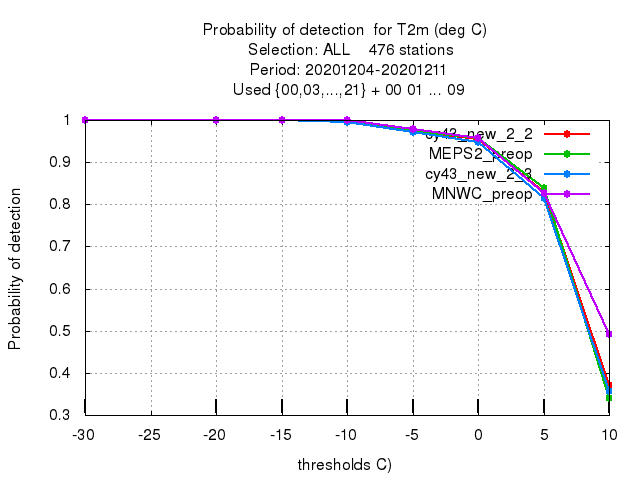 Probability of detection  for T2m (deg C)
Selection: ALL    476 stations
Period: 20201204-20201211
Used {00,03,...,21} + 00 01 ... 09
1
0.9
0.8
0.7
0.6
0.5
0.4
0.3
Probability of detection
cy43_new_2_2
MEPS2_preop
cy43_new_2_3
MNWC_preop
-30 -25 -20 -15 -10 -5 0 5 10
thresholds C)